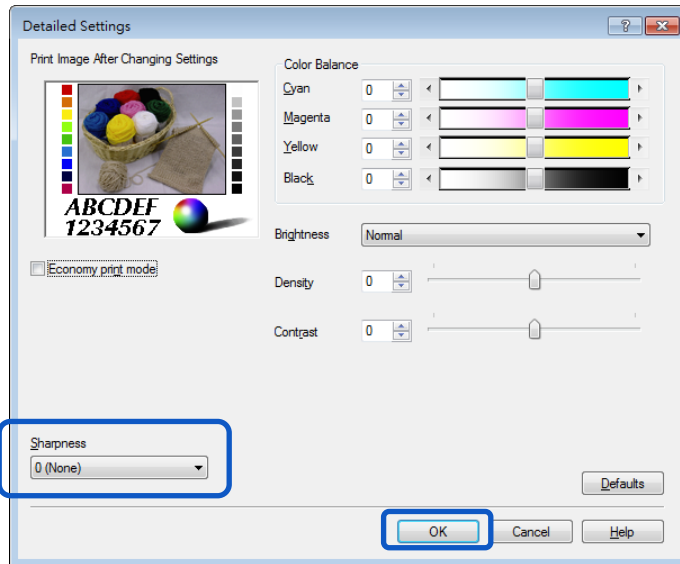 Detailed Settings
Print Image After Changing Settings
ABCDEF
1234567
Economy print mode
Sharpness
0 (None)
Color Balance
Cyan 0
Magenta 0
Yellow 0
Black 0
Brightness Normal
Density 0
Contrast 0
Defaults
OK Cancel Help